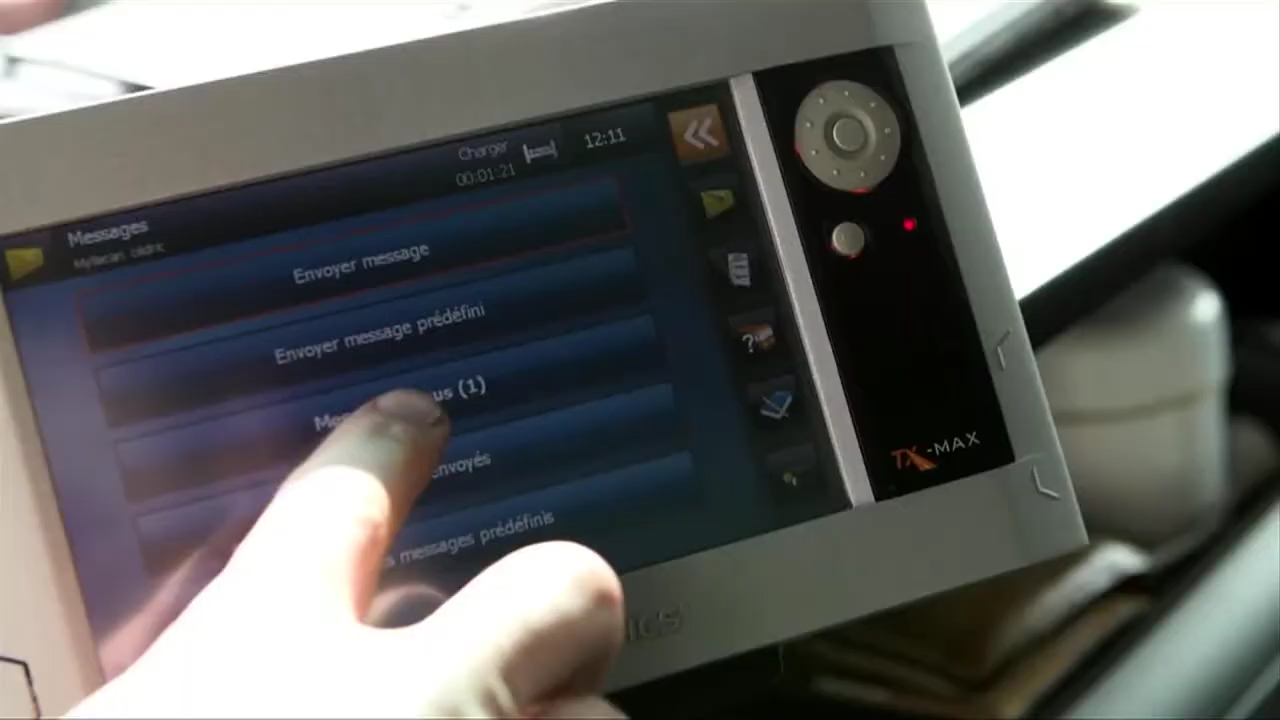 Charger
12:11
00:01:21
Messages
Envoyer message
Envoyer message prédéfini
us (1)
envoyés
messages prédéfinis
TX-MAX
ICS